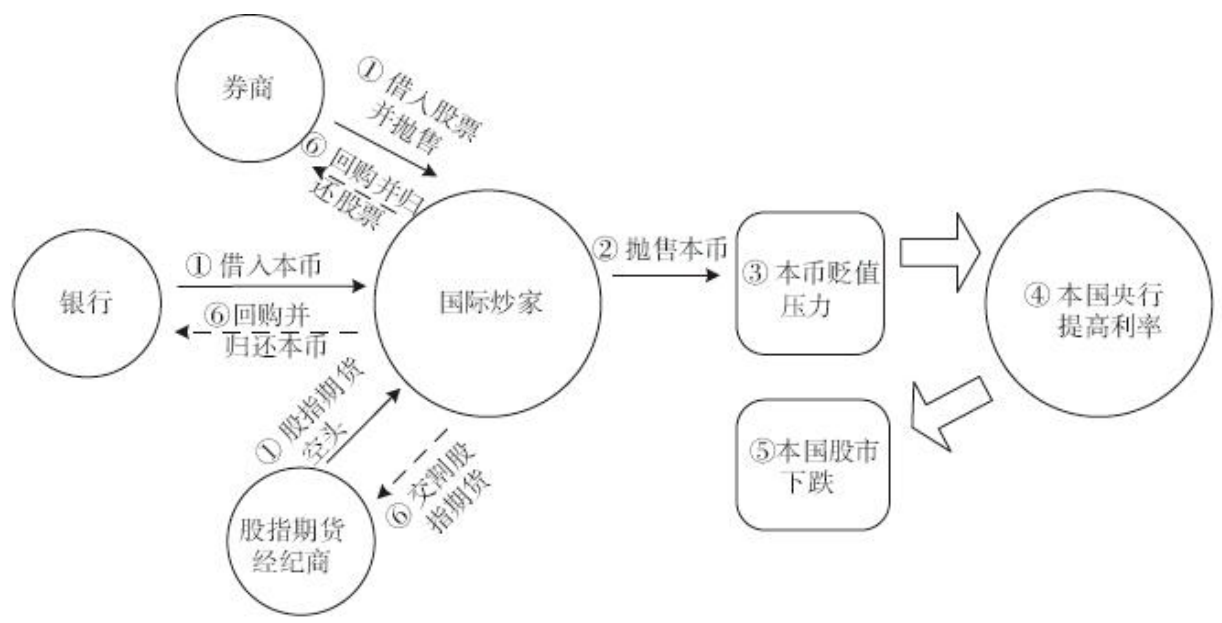 券商
① 借入股票
并抛售
⑥ 回购并归
还股票
银行
① 借入本币
⑥回购并
归还本币
国际炒家
② 抛售本币
③ 本币贬值
压力
④ 本国央行
提高利率
⑤本国股市
下跌
① 股指期货
空头
⑥ 交割股
指期货
股指期货
经纪商